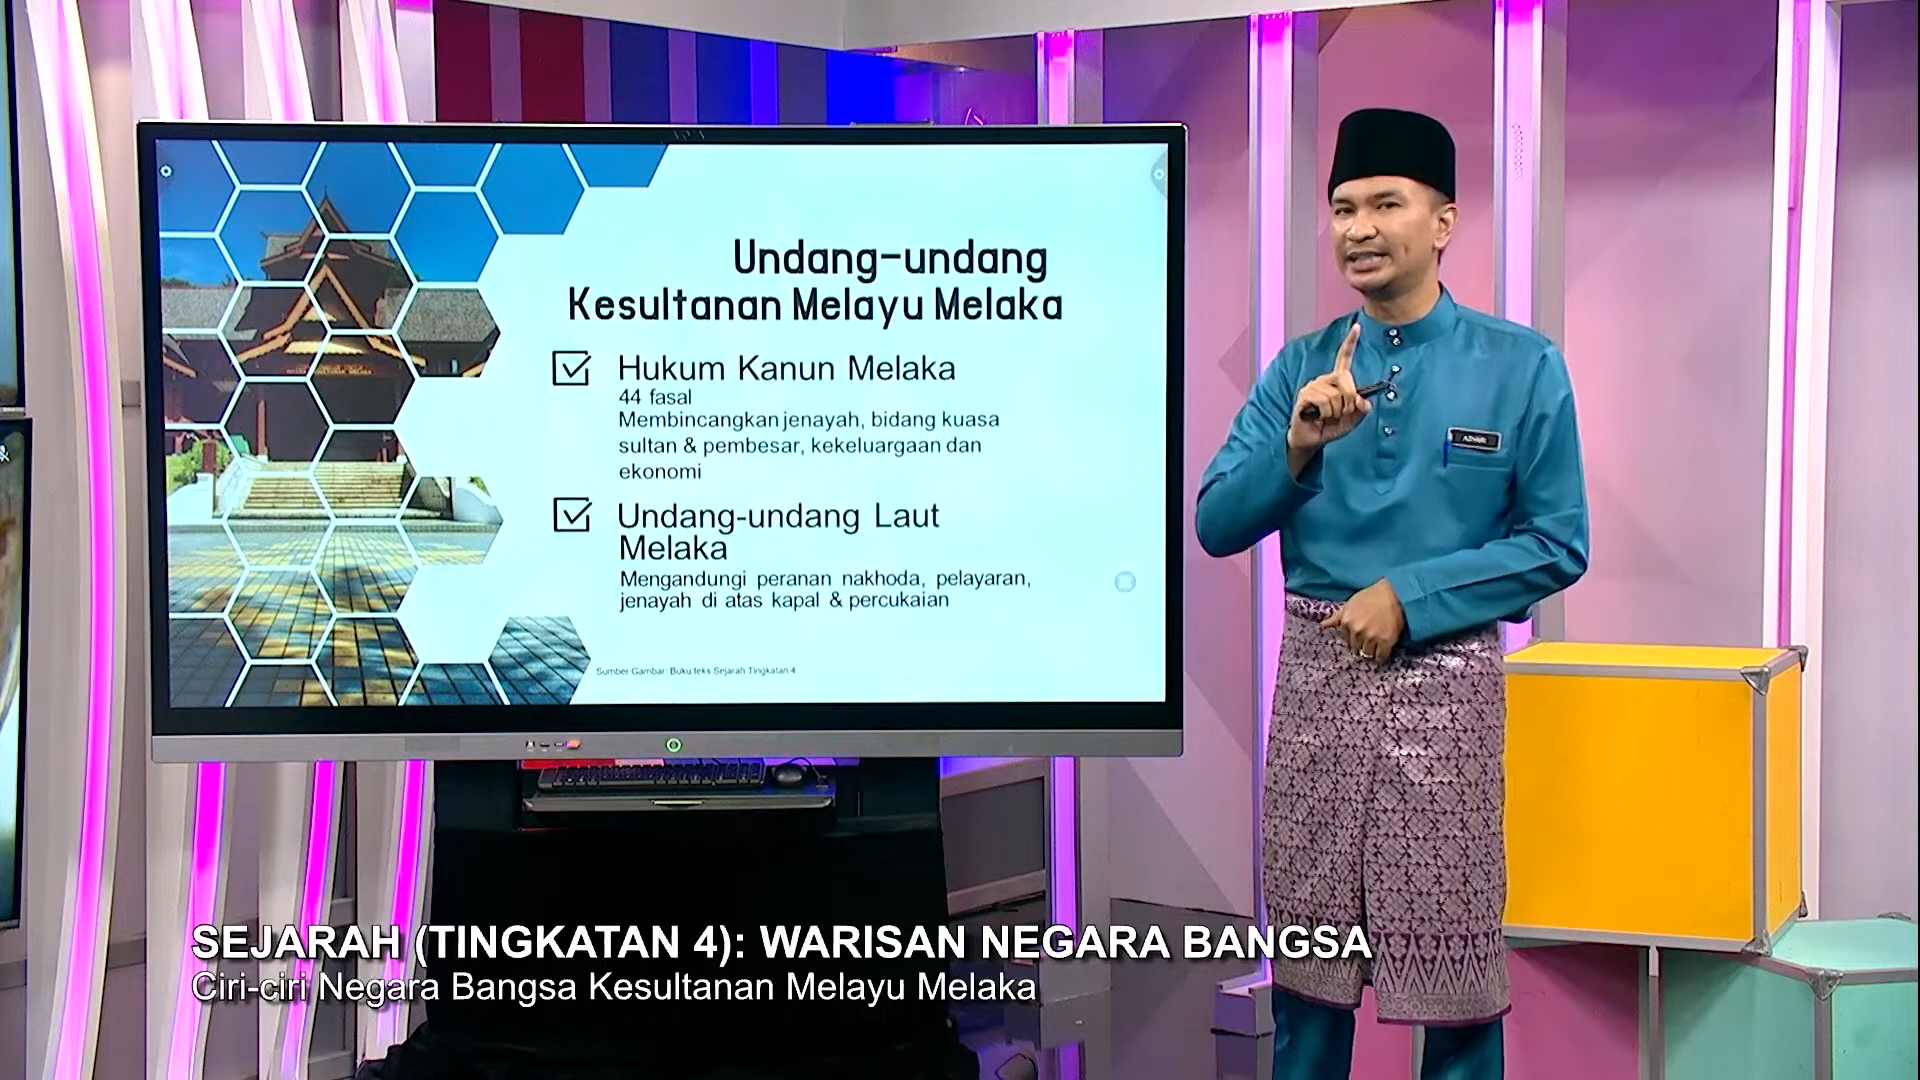 Undang-undang
Kesultanan Melayu Melaka
Hukum Kanun Melaka
44 fasal
Membincangkan jenayah, bidang kuasa
sultan & pembesar, kekeluargaan dan
ekonomi
Undang-undang Laut
Melaka
Mengandungi peranan nakhoda, pelayaran,
jenayah di atas kapal & percukaian
Sumber Gambar: Buku teks Sejarah Tingkatan 4
SEJARAH (TINGKATAN 4): WARISAN NEGARA BANGSA
Ciri-ciri Negara Bangsa Kesultanan Melayu Melaka